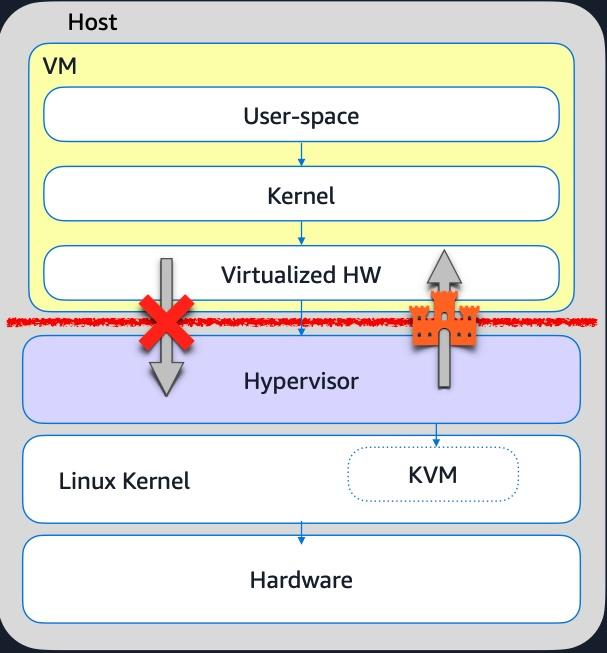 Host
VM
User-space
Kernel
Virtualized HW
Hypervisor
Linux Kernel
KVM
Hardware